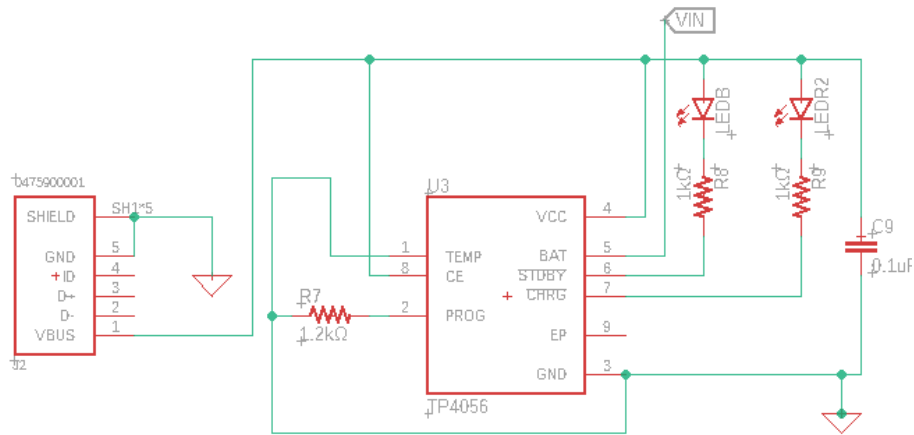 VIN
0475900001
SHIELD
SH1*5
GND
5
ID
4
D+
3
D-
2
VBUS
1
J2
R7
1.2kΩ
U3
VCC
4
TEMP
1
BAT
5
CE
8
STDBY
6
CHRG
7
PROG
2
EP
9
GND
3
TP4056
LEDB
1kΩ
R8
LEDR2
1kΩ
R9
C9
0.1uF